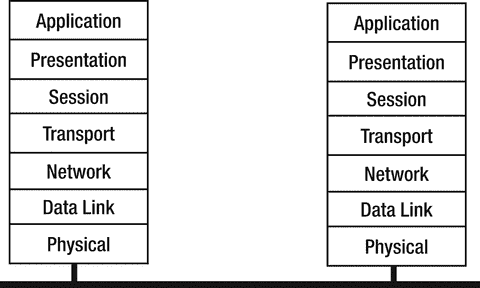 Application
Presentation
Session
Transport
Network
Data Link
Physical
Application
Presentation
Session
Transport
Network
Data Link
Physical